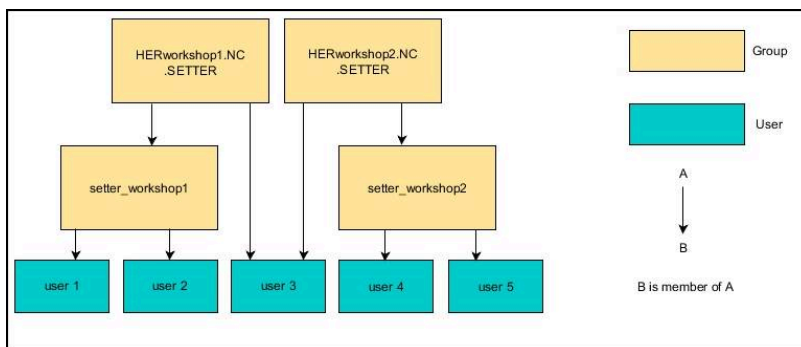 HERworkshop1.NC
.SETTER
HERworkshop2.NC
.SETTER
Group
User
setter_workshop1
setter_workshop2
A
B
user 1
user 2
user 3
user 4
user 5
B is member of A